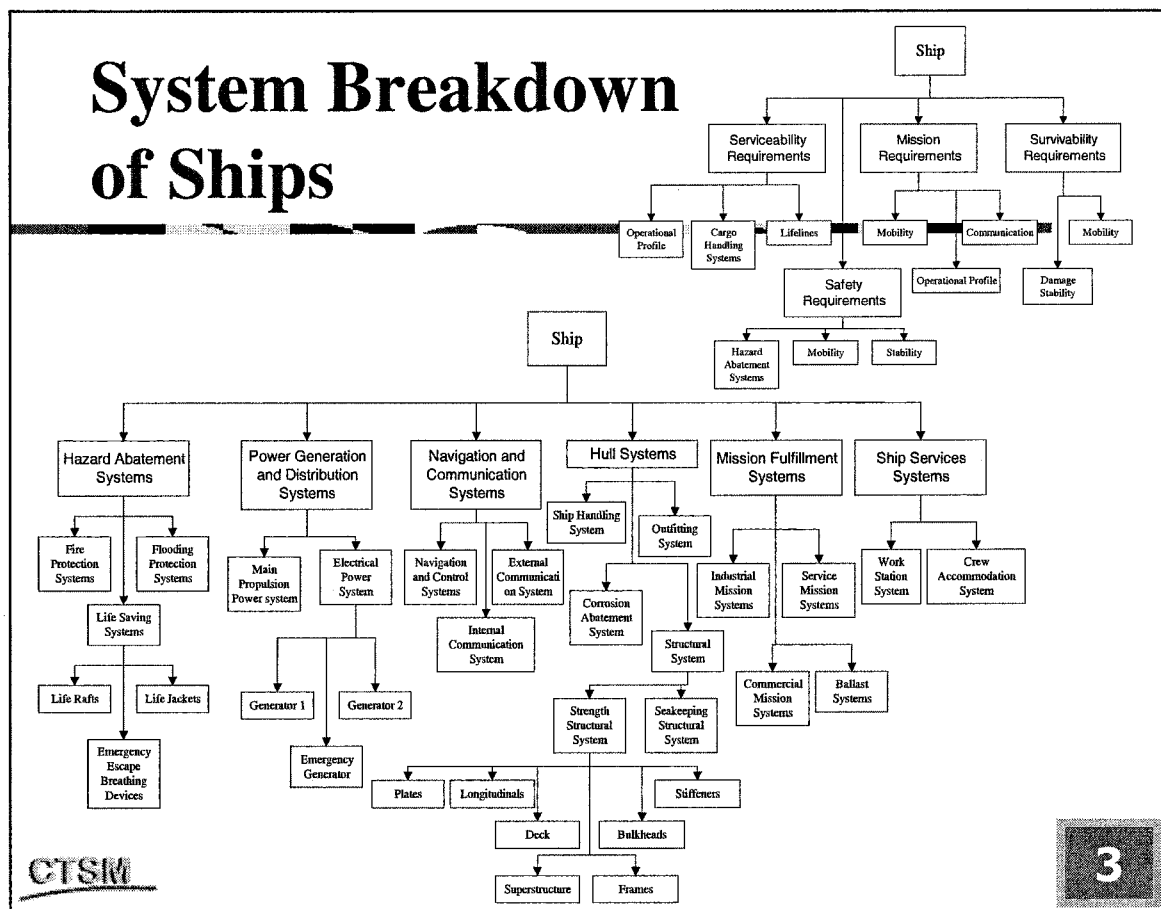 System Breakdown
of Ships
Ship
Serviceability
Requirements
Mission
Requirements
Survivability
Requirements
Operational
Profile
Cargo
Handling
Systems
Lifelines
Mobility
Communication
Mobility
Safety
Requirements
Operational Profile
Damage
Stability
Hazard
Abatement
Systems
Mobility
Stability
Ship
Hazard Abatement
Systems
Power Generation
and Distribution
Systems
Navigation and
Communication
Systems
Hull Systems
Mission Fulfillment
Systems
Ship Services
Systems
Fire
Protection
Systems
Flooding
Protection
Systems
Main
Propulsion
Power system
Electrical
Power
System
Navigation
and Control
Systems
External
Communicati
on System
Ship Handling
System
Outfitting
System
Industrial
Mission
Systems
Service
Mission
Systems
Work
Station
System
Crew
Accommodation
System
Life Saving
Systems
Internal
Communication
System
Corrosion
Abatement
System
Structural
System
Life Rafts
Life Jackets
Generator 1
Generator 2
Strength
Structural
System
Seakeeping
Structural
System
Commercial
Mission
Systems
Ballast
Systems
Emergency
Escape
Breathing
Devices
Emergency
Generator
Plates
Longitudinals
Stiffeners
Deck
Bulkheads
Superstructure
Frames
CTSM
3